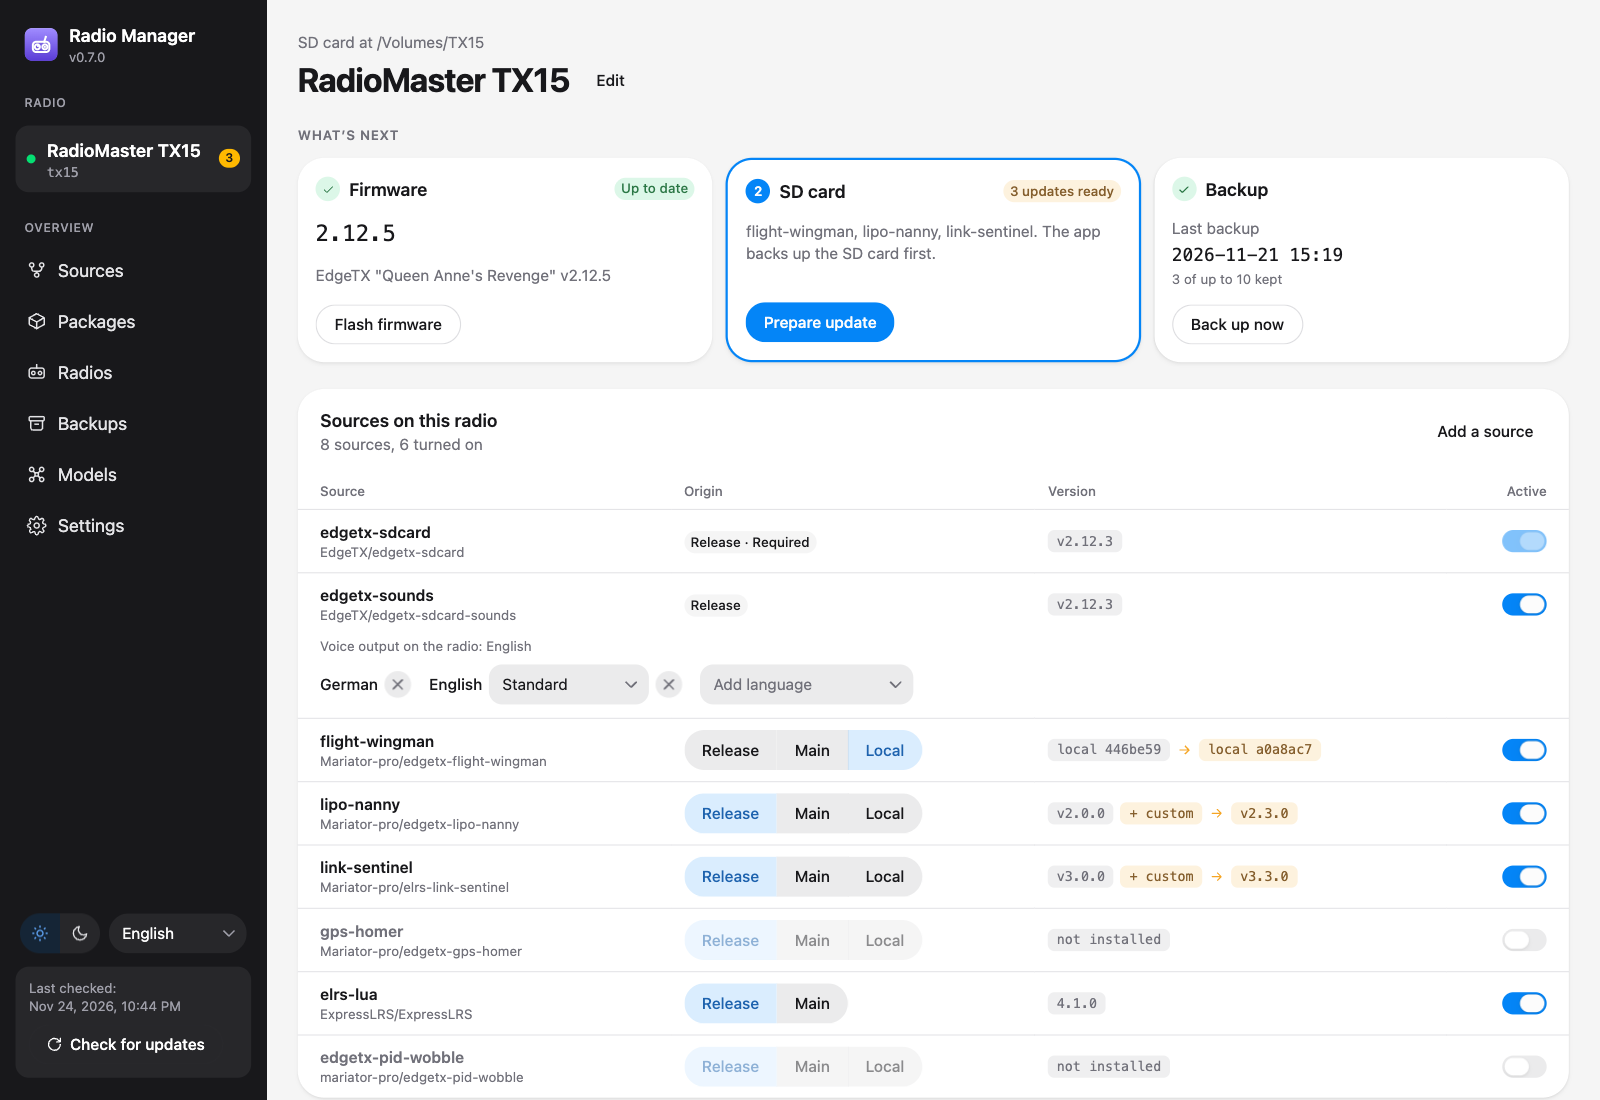 Radio Manager
v0.7.0
RADIO
RadioMaster TX15
tx15
3
OVERVIEW
Sources
Packages
Radios
Backups
Models
Settings
English
Last checked:
Nov 24, 2026, 10:44 PM
Check for updates
SD card at /Volumes/TX15
RadioMaster TX15 Edit
WHAT'S NEXT
Firmware Up to date
2.12.5
EdgeTX "Queen Anne's Revenge" v2.12.5
Flash firmware
2 SD card 3 updates ready
flight-wingman, lipo-nanny, link-sentinel. The app
backs up the SD card first.
Prepare update
Backup
Last backup
2026-11-21 15:19
3 of up to 10 kept
Back up now
Sources on this radio
8 sources, 6 turned on
Add a source
Source Origin Version Active
edgetx-sdcard
EdgeTX/edgetx-sdcard
Release · Required v2.12.3
edgetx-sounds
EdgeTX/edgetx-sdcard-sounds
Release v2.12.3
Voice output on the radio: English
German English Standard Add language
flight-wingman
Mariator-pro/edgetx-flight-wingman
Release Main Local local 446be59 → local a0a8ac7
lipo-nanny
Mariator-pro/edgetx-lipo-nanny
Release Main Local v2.0.0 + custom → v2.3.0
link-sentinel
Mariator-pro/elrs-link-sentinel
Release Main Local v3.0.0 + custom → v3.3.0
gps-homer
Mariator-pro/edgetx-gps-homer
Release Main Local not installed
elrs-lua
ExpressLRS/ExpressLRS
Release Main 4.1.0
edgetx-pid-wobble
mariator-pro/edgetx-pid-wobble
Release Main Local not installed